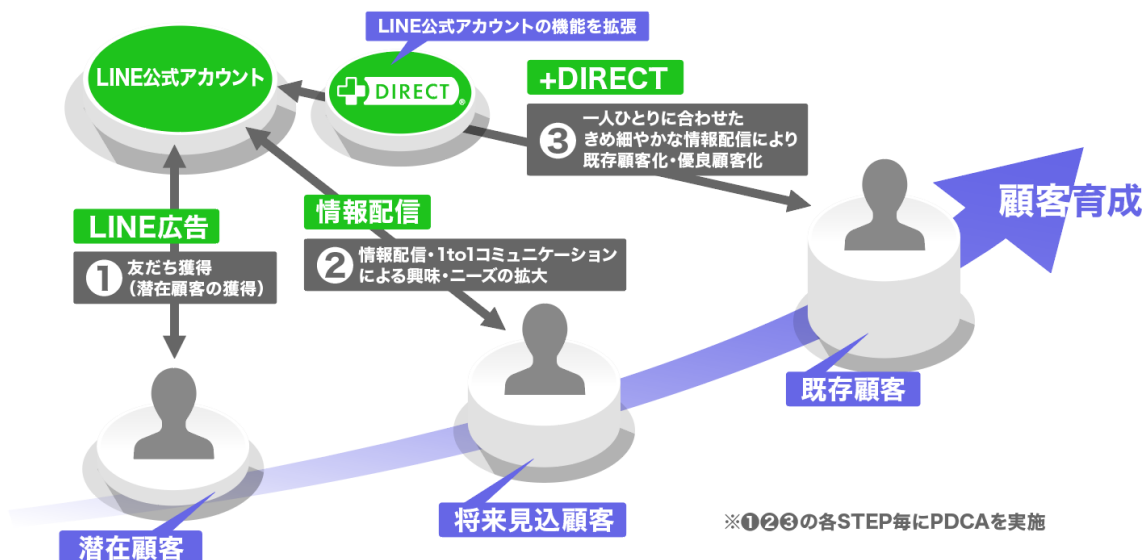 LINE公式アカウントの機能を拡張
LINE公式アカウント
DIRECT®
+DIRECT
❸
一人ひとりに合わせた
きめ細やかな情報配信により
既存顧客化・優良顧客化
顧客育成
LINE広告
❶
友だち獲得
（潜在顧客の獲得）
情報配信
❷
情報配信・1to1コミュニケーション
による興味・ニーズの拡大
既存顧客
将来見込顧客
潜在顧客
※❶❷❸の各STEP毎にPDCAを実施